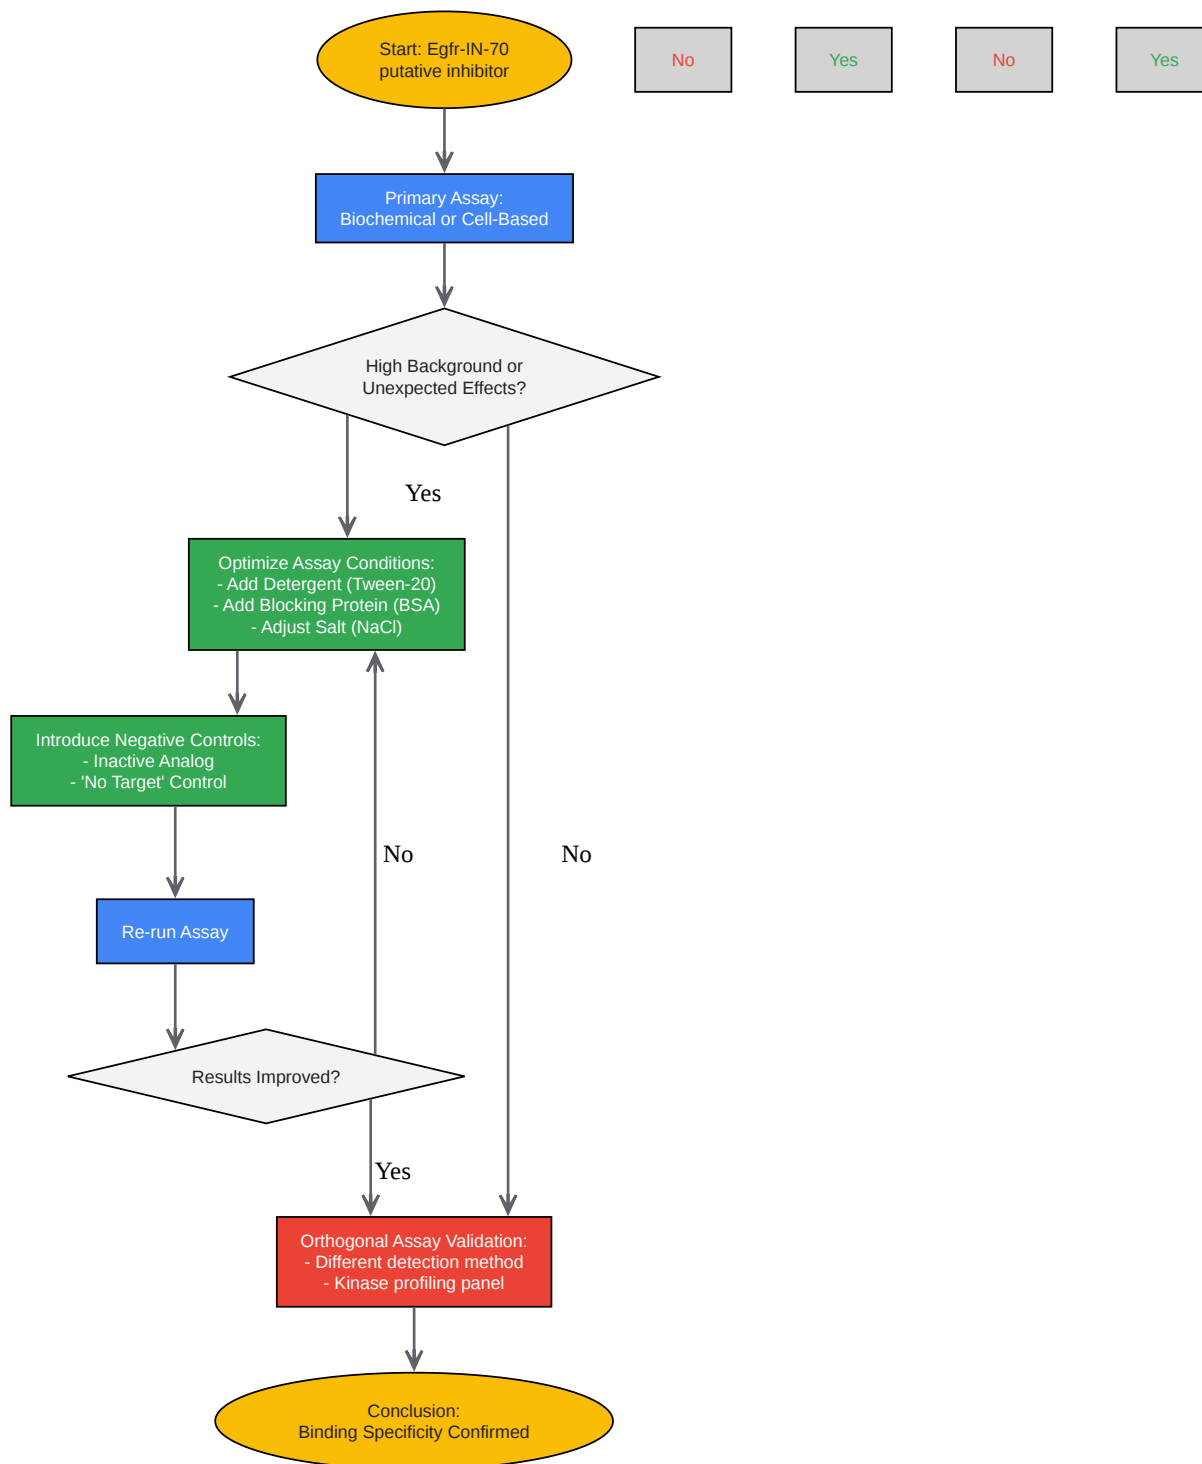 Start: Egfr-IN-70
putative inhibitor
No
Yes
No
Yes
Primary Assay:
Biochemical or Cell-Based
High Background or
Unexpected Effects?
Yes
Optimize Assay Conditions:
- Add Detergent (Tween-20)
- Add Blocking Protein (BSA)
- Adjust Salt (NaCl)
Introduce Negative Controls:
- Inactive Analog
- 'No Target' Control
No
No
Re-run Assay
Results Improved?
Yes
Orthogonal Assay Validation:
- Different detection method
- Kinase profiling panel
Conclusion:
Binding Specificity Confirmed